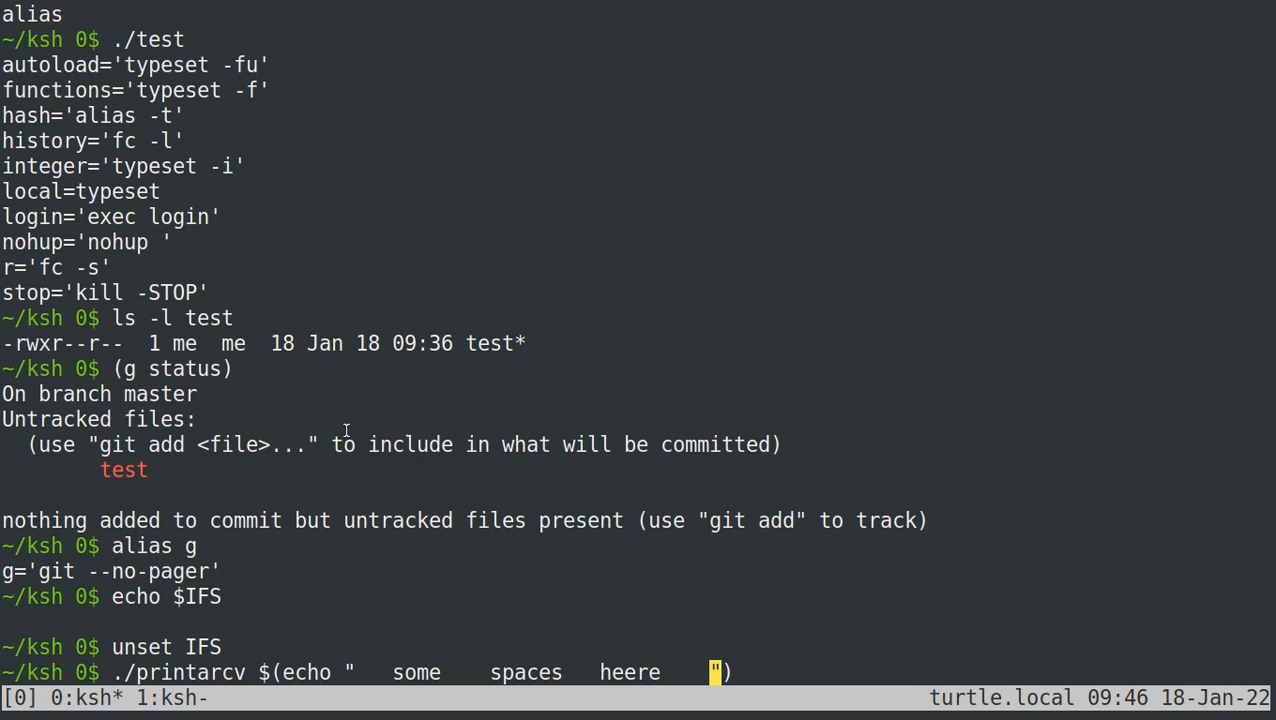 alias
~/ksh 0$ ./test
autoload='typeset -fu'
functions='typeset -f'
hash='alias -t'
history='fc -l'
integer='typeset -i'
local=typeset
login='exec login'
nohup='nohup '
r='fc -s'
stop='kill -STOP'
~/ksh 0$ ls -l test
-rwxr--r--  1 me  me  18 Jan 18 09:36 test*
~/ksh 0$ (g status)
On branch master
Untracked files:
  (use "git add <file>..." to include in what will be committed)
        test

nothing added to commit but untracked files present (use "git add" to track)
~/ksh 0$ alias g
g='git --no-pager'
~/ksh 0$ echo $IFS

~/ksh 0$ unset IFS
~/ksh 0$ ./printarcv $(echo "   some    spaces   heere    ")
[0] 0:ksh* 1:ksh- turtle.local 09:46 18-Jan-22